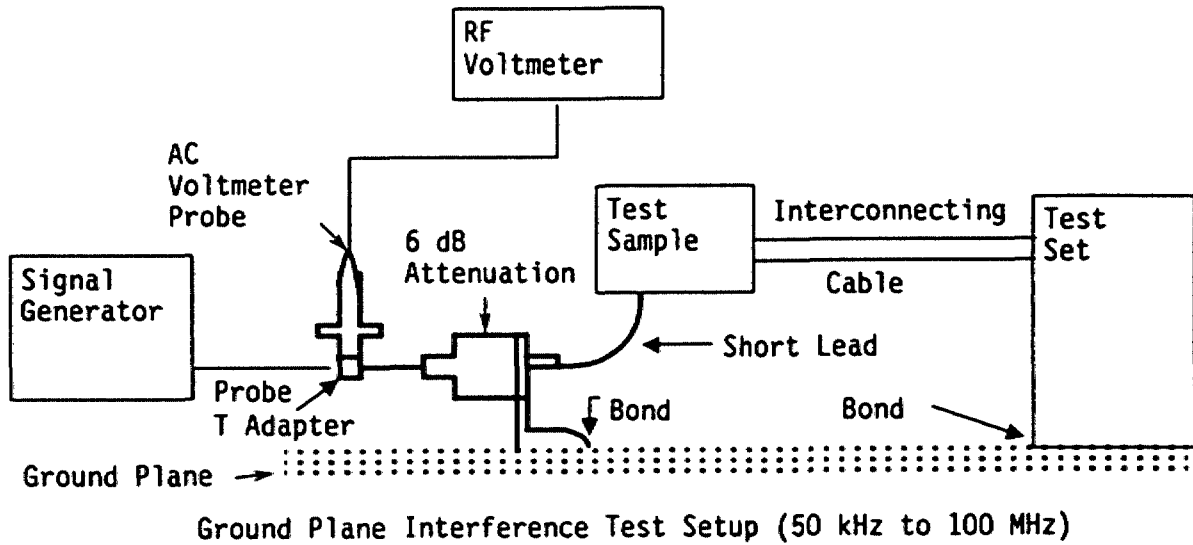 RF
Voltmeter
AC
Voltmeter
Probe
6 dB
Attenuation
Test
Sample
Interconnecting
Cable
Test
Set
Signal
Generator
Short Lead
Probe
T Adapter
Bond
Bond
Ground Plane
Ground Plane Interference Test Setup (50 kHz to 100 MHz)